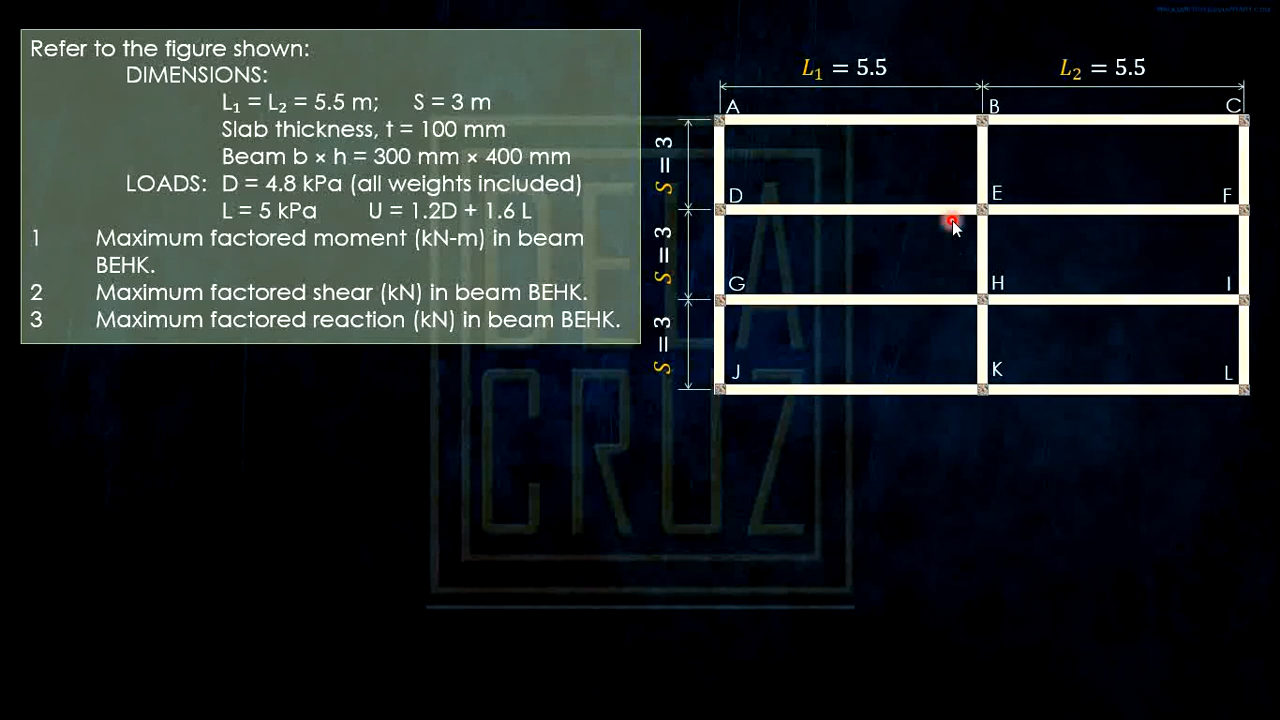 Refer to the figure shown:
DIMENSIONS:
L₁ = L₂ = 5.5 m; S = 3 m
Slab thickness, t = 100 mm
Beam b × h = 300 mm × 400 mm
LOADS: D = 4.8 kPa (all weights included)
L = 5 kPa U = 1.2D + 1.6 L
1 Maximum factored moment (kN-m) in beam
BEHK.
2 Maximum factored shear (kN) in beam BEHK.
3 Maximum factored reaction (kN) in beam BEHK.
L₁ = 5.5 L₂ = 5.5
A B C
S = 3
D E F
S = 3
G H I
S = 3
J K L
DELA
CRUZ